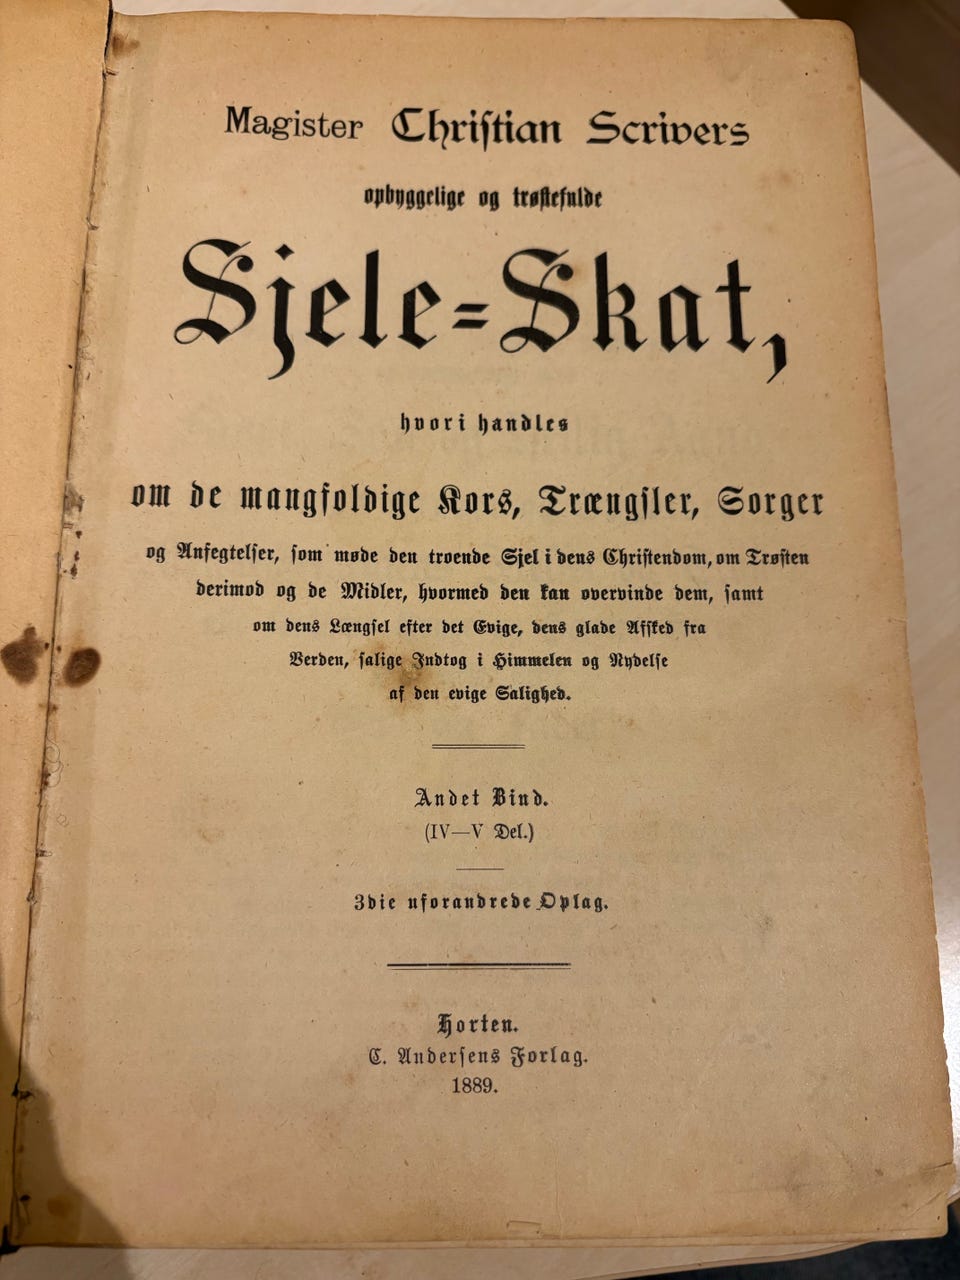 Magister Christian Scrivers
opbyggelige og trøstefulde
Sjele=Skat,
hvori handles
om de mangfoldige Kors, Trængsler, Sorger
og Anfegtelser, som møde den troende Sjel i dens Christendom, om Trøsten
derimod og de Midler, hvormed den kan overvinde dem, samt
om dens Længsel efter det Evige, dens glade Afsked fra
Verden, salige Indtog i Himmelen og Nydelse
af den evige Salighed.
Andet Bind.
(IV—V Del.)
3die uforandrede Oplag.
Horten.
C. Andersens Forlag.
1889.